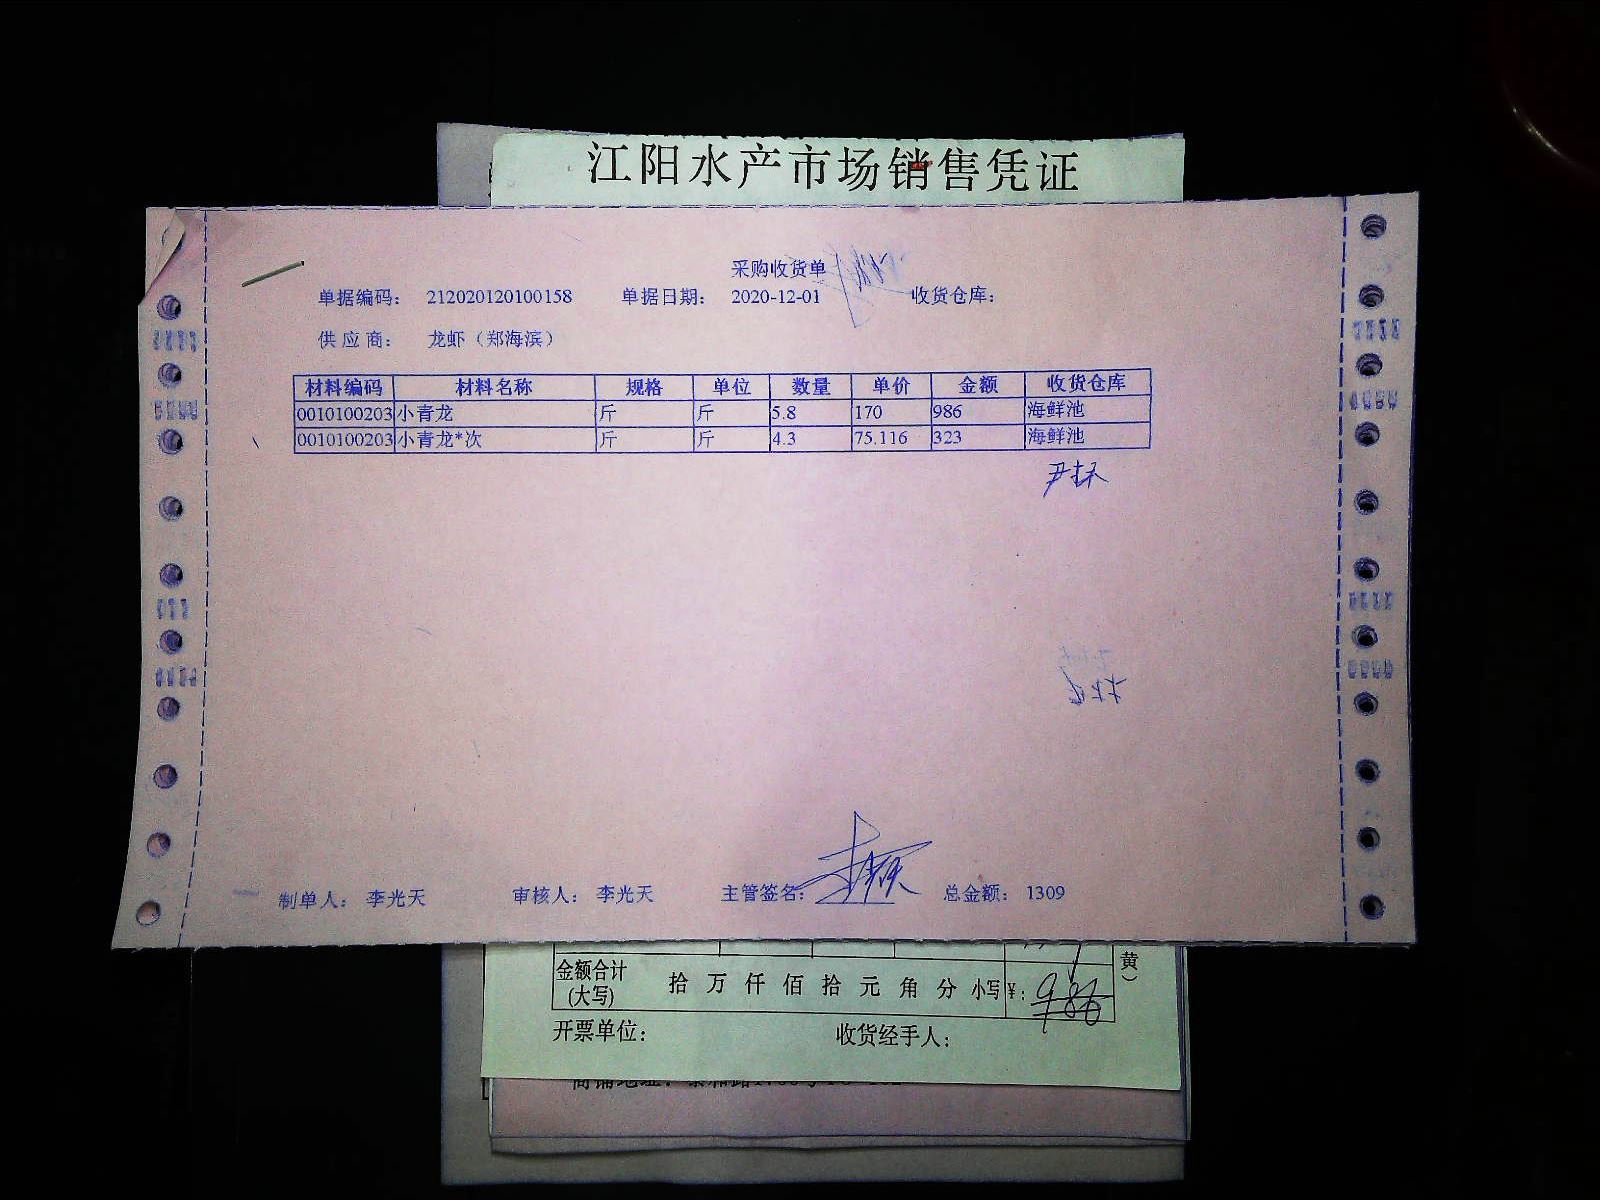 江阳水产市场销售凭证
采购收货单
单据编码： 212020120100158 单据日期： 2020-12-01 收货仓库：
供应商： 龙虾（郑海滨）
材料编码 材料名称 规格 单位 数量 单价 金额 收货仓库
0010100203 小青龙 斤 斤 5.8 170 986 海鲜池
0010100203 小青龙*次 斤 斤 4.3 75.116 323 海鲜池
制单人： 李光天 审核人： 李光天 主管签名： 总金额： 1309
黄）
金额合计 拾 万 仟 佰 拾 元 角 分 小写 ¥： 986
(大写)
开票单位： 收货经手人：